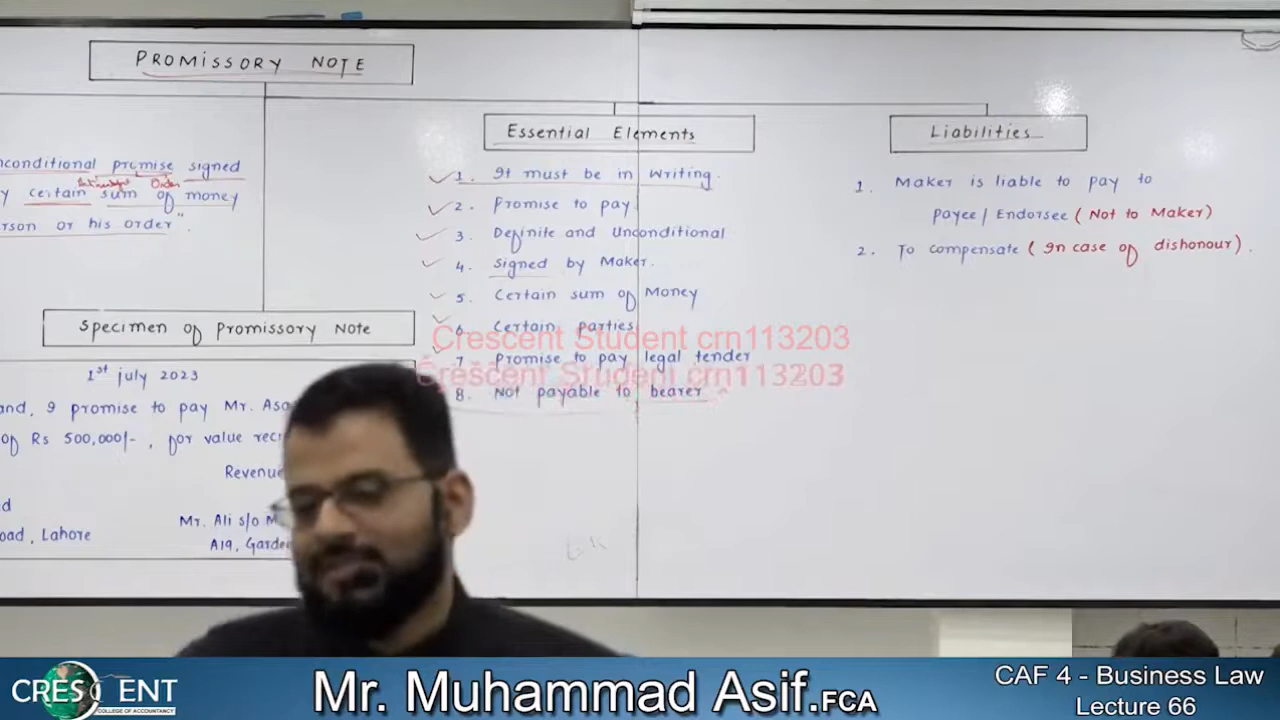 PROMISSORY NOTE
nconditional promise signed
Order
y certain sum of money
rson or his order".
Specimen of Promissory Note
1st july 2023
and, I promise to pay Mr. Asa
of Rs 500,000/-, for value rec
Revenue
d
oad, Lahore
Mr. Ali s/o M
A19, Garde
Essential Elements
1. It must be in Writing.
2. Promise to pay.
3. Definite and Unconditional
4. Signed by Maker.
5. Certain sum of Money
6. Certain parties
7. Promise to pay legal tender
8. Not payable to bearer
Crescent Student crn113203
Crescent Student crn113203
Liabilities
1. Maker is liable to pay to
Payee/Endorsee (Not to Maker)
2. To compensate (In case of dishonour).
CRESCENT
COLLEGE OF ACCOUNTANCY
Mr. Muhammad Asif.FCA
CAF 4 - Business Law
Lecture 66